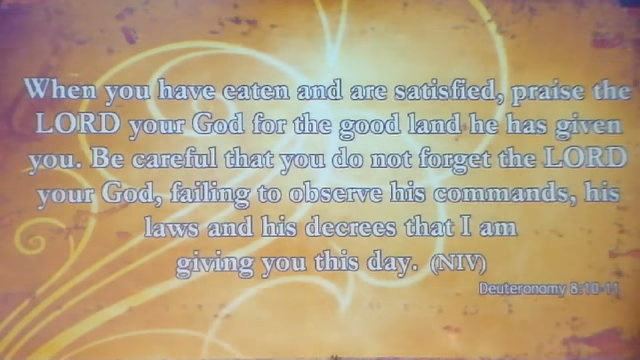 When you have eaten and are satisfied, praise the
LORD your God for the good land he has given
you. Be careful that you do not forget the LORD
your God, failing to observe his commands, his
laws and his decrees that I am
giving you this day. (NIV)
Deuteronomy 8:10-11